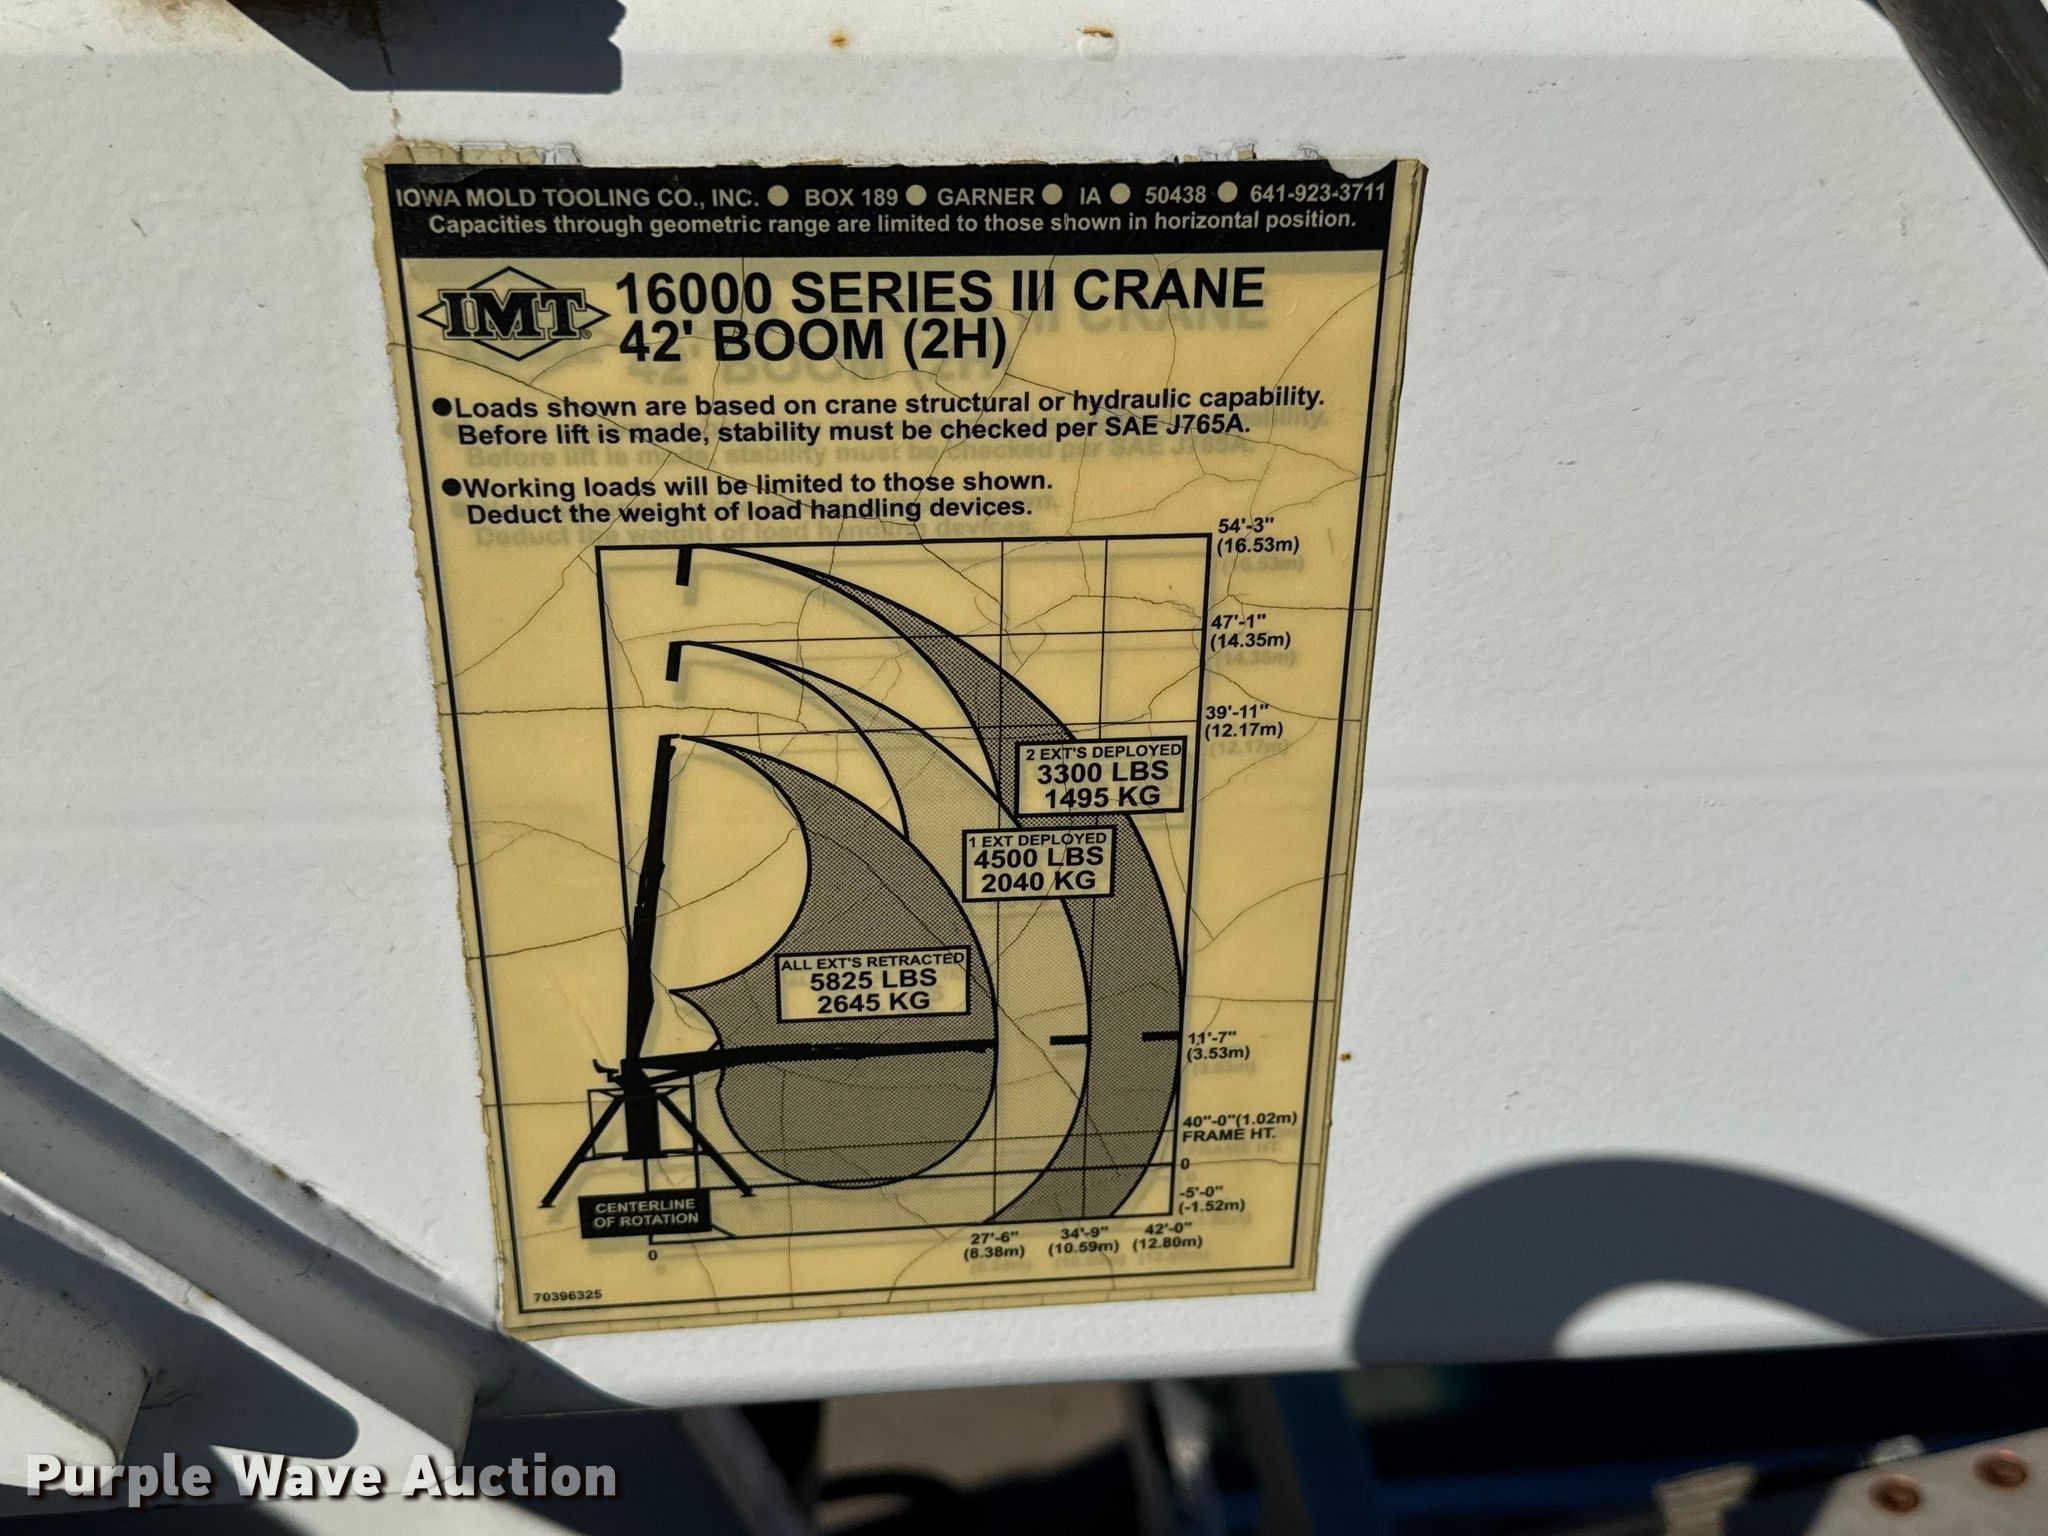 IOWA MOLD TOOLING CO., INC. ● BOX 189 ● GARNER ● IA ● 50438 ● 641-923-3711
Capacities through geometric range are limited to those shown in horizontal position.
IMT®
16000 SERIES III CRANE
42' BOOM (2H)
●Loads shown are based on crane structural or hydraulic capability.
Before lift is made, stability must be checked per SAE J765A.
●Working loads will be limited to those shown.
Deduct the weight of load handling devices.
54'-3"
(16.53m)
47'-1"
(14.35m)
39'-11"
(12.17m)
2 EXT'S DEPLOYED
3300 LBS
1495 KG
1 EXT DEPLOYED
4500 LBS
2040 KG
ALL EXT'S RETRACTED
5825 LBS
2645 KG
11'-7"
(3.53m)
40"-0"(1.02m)
FRAME HT.
0
-5'-0"
(-1.52m)
CENTERLINE
OF ROTATION
0
27'-6"
(8.38m)
34'-9"
(10.59m)
42'-0"
(12.80m)
70396325
Purple Wave Auction